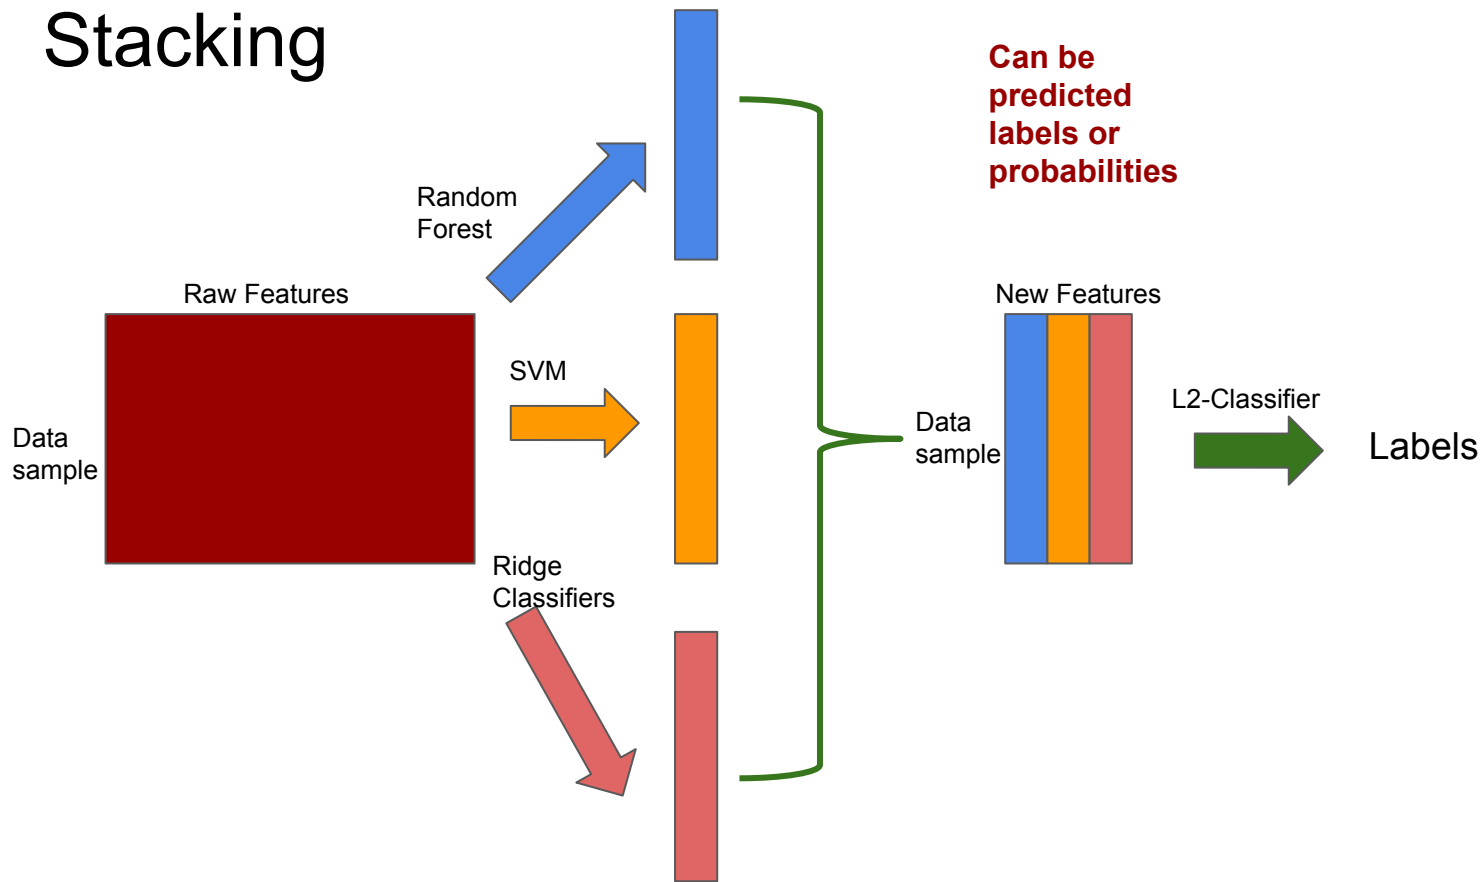 Stacking
Can be
predicted
labels or
probabilities
Random
Forest
Raw Features
New Features
SVM
L2-Classifier
Data
sample
Data
sample
Labels
Ridge
Classifiers